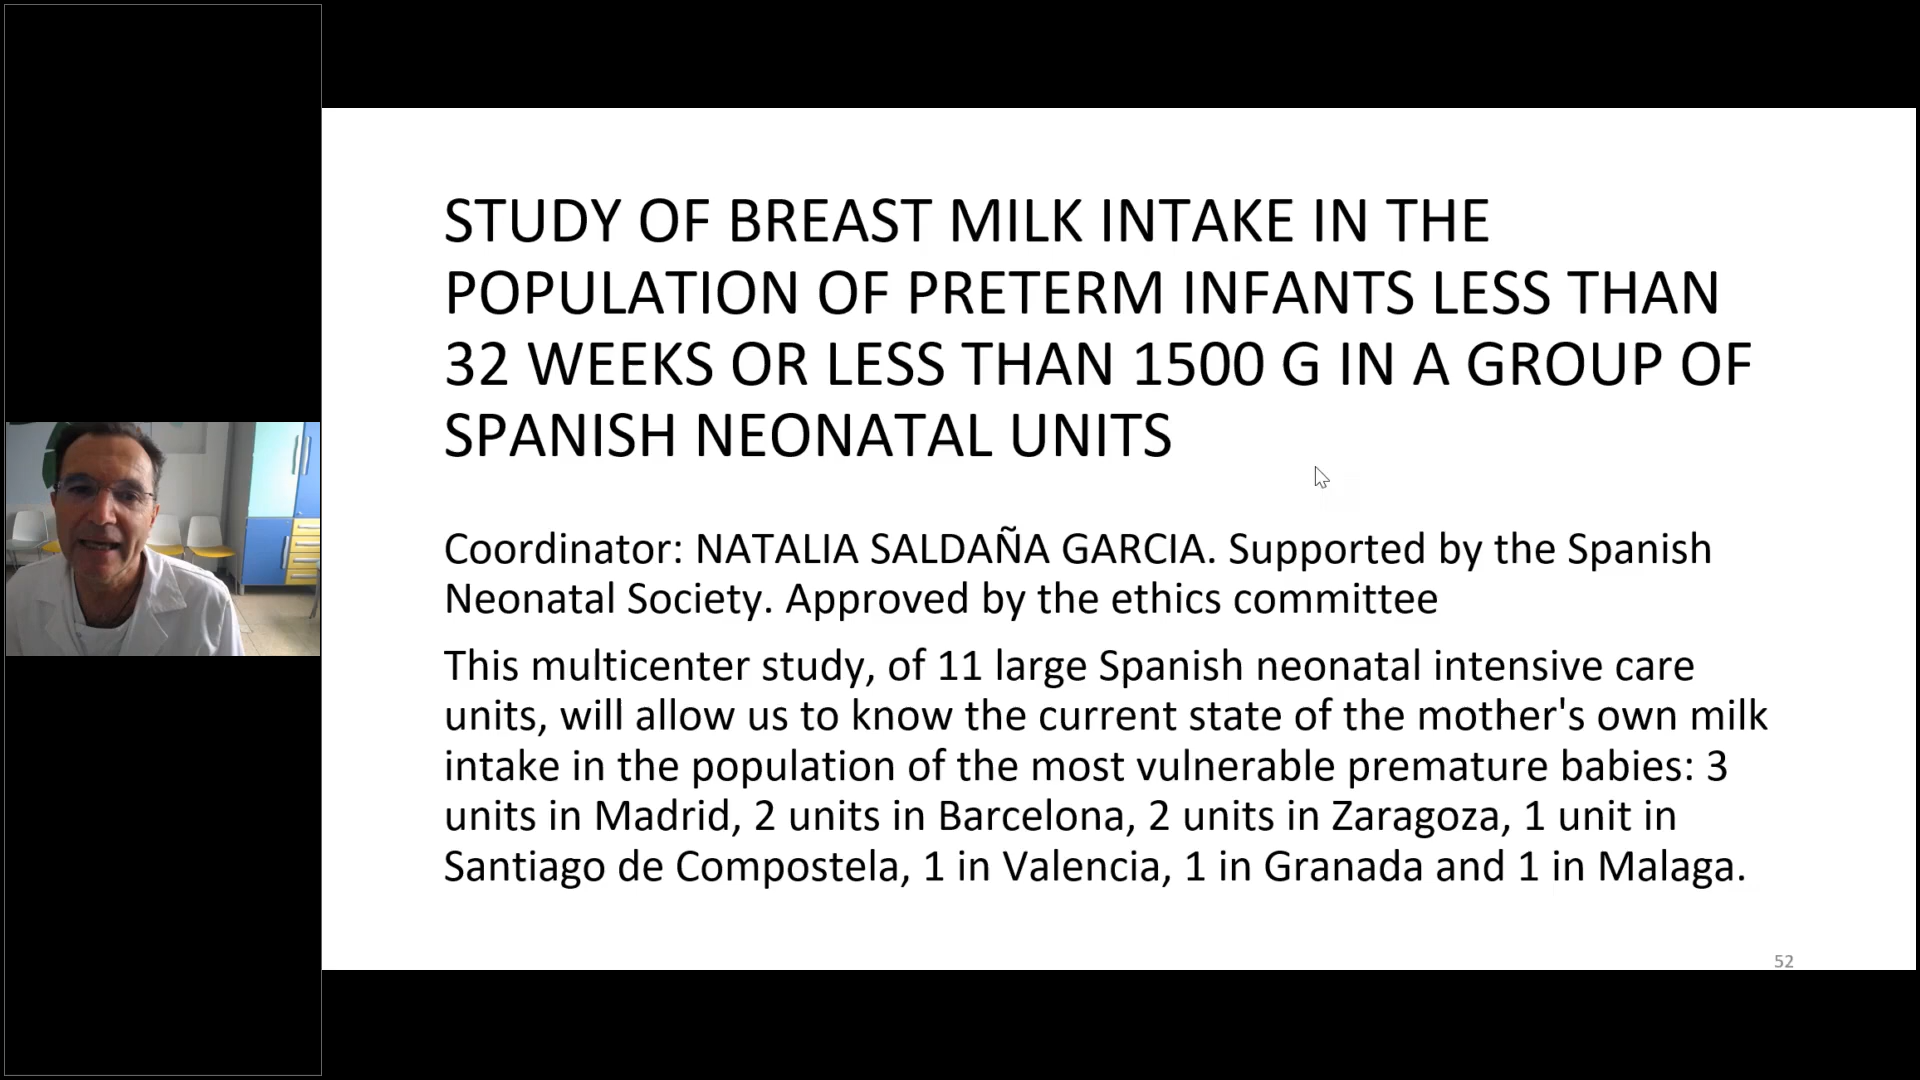 STUDY OF BREAST MILK INTAKE IN THE
POPULATION OF PRETERM INFANTS LESS THAN
32 WEEKS OR LESS THAN 1500 G IN A GROUP OF
SPANISH NEONATAL UNITS
Coordinator: NATALIA SALDAÑA GARCIA. Supported by the Spanish
Neonatal Society. Approved by the ethics committee
This multicenter study, of 11 large Spanish neonatal intensive care
units, will allow us to know the current state of the mother's own milk
intake in the population of the most vulnerable premature babies: 3
units in Madrid, 2 units in Barcelona, 2 units in Zaragoza, 1 unit in
Santiago de Compostela, 1 in Valencia, 1 in Granada and 1 in Malaga.
52